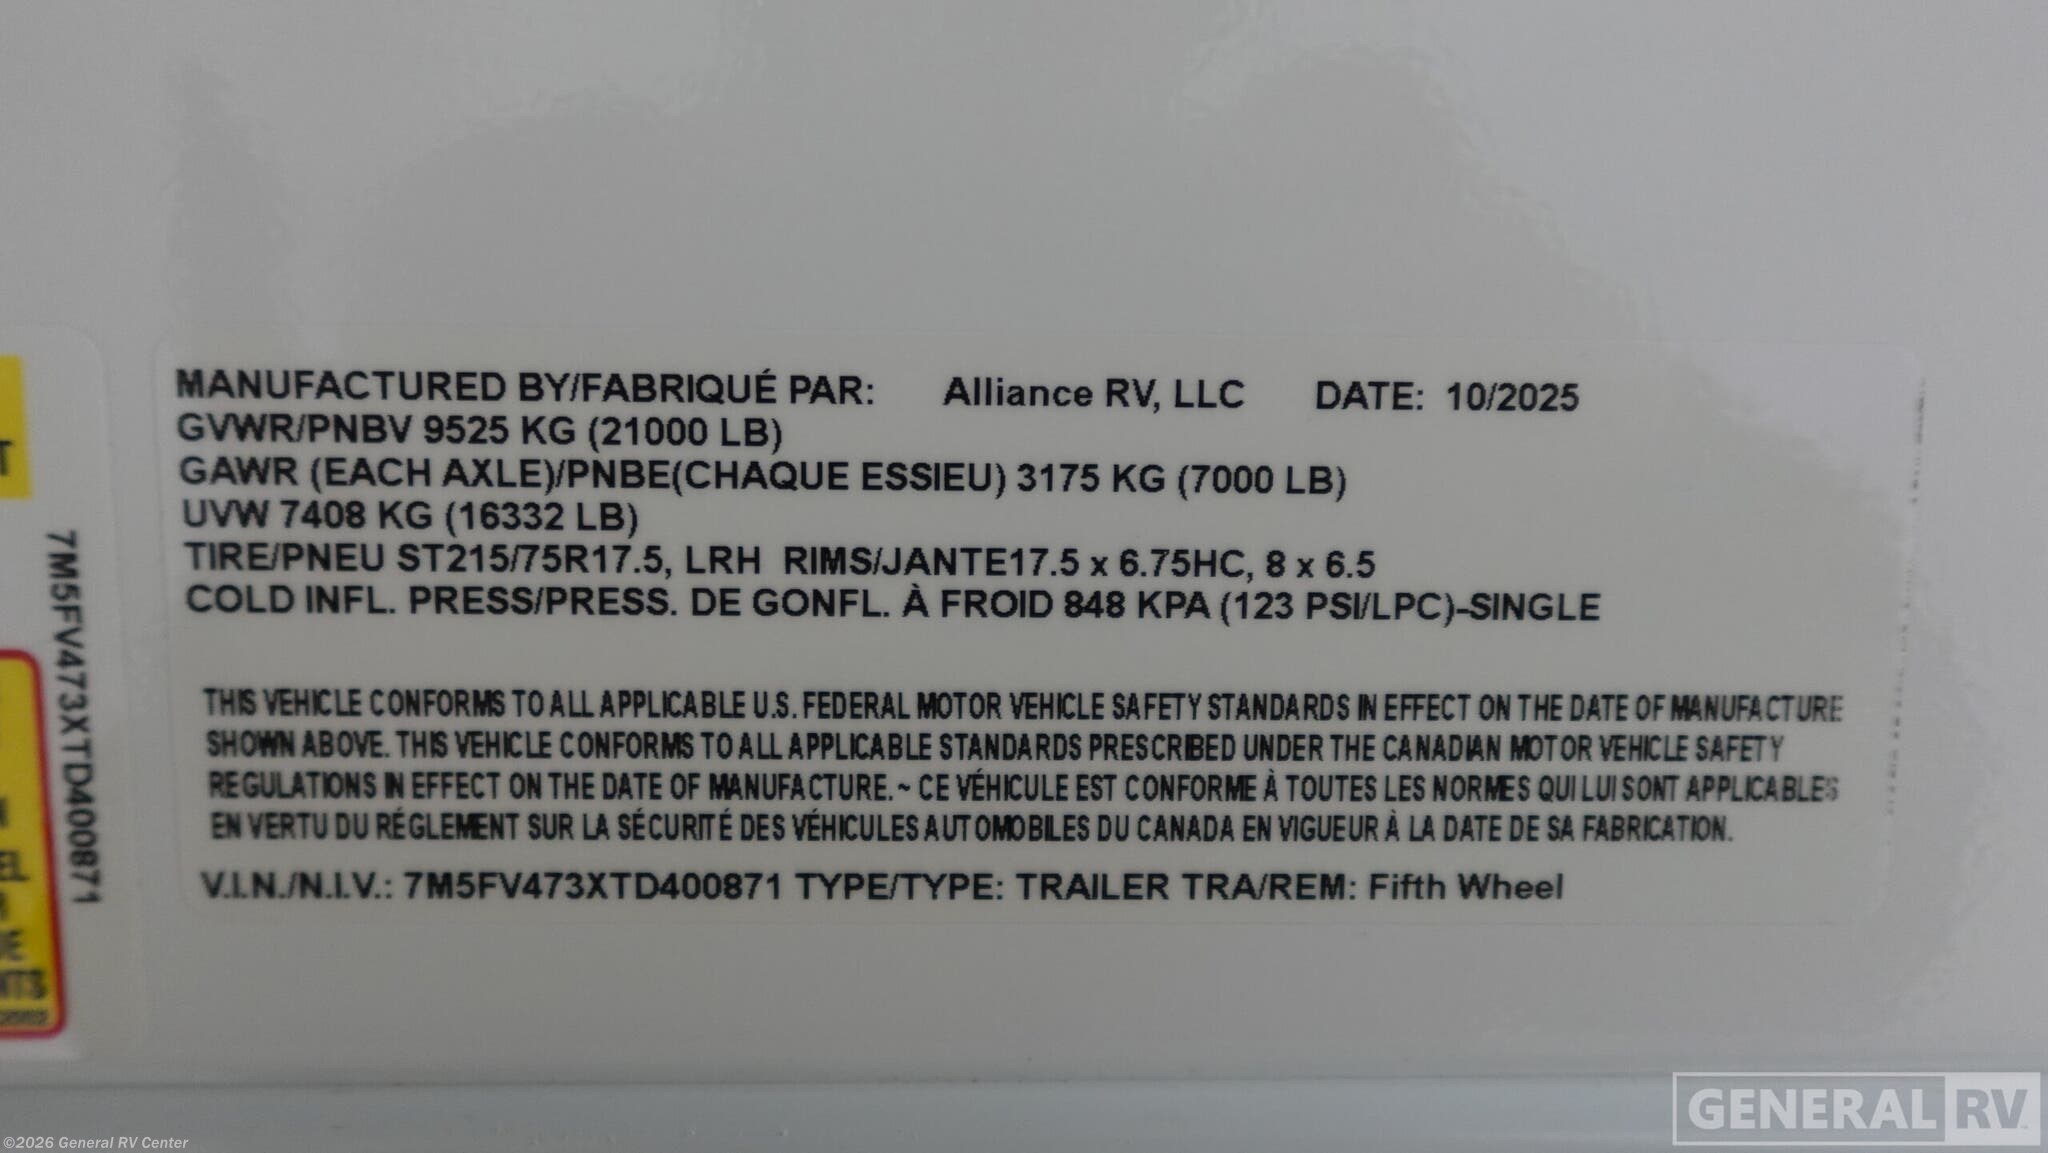 MANUFACTURED BY/FABRIQUÉ PAR: Alliance RV, LLC DATE: 10/2025
GVWR/PNBV 9525 KG (21000 LB)
GAWR (EACH AXLE)/PNBE(CHAQUE ESSIEU) 3175 KG (7000 LB)
UVW 7408 KG (16332 LB)
TIRE/PNEU ST215/75R17.5, LRH RIMS/JANTE17.5 x 6.75HC, 8 x 6.5
COLD INFL. PRESS/PRESS. DE GONFL. À FROID 848 KPA (123 PSI/LPC)-SINGLE
THIS VEHICLE CONFORMS TO ALL APPLICABLE U.S. FEDERAL MOTOR VEHICLE SAFETY STANDARDS IN EFFECT ON THE DATE OF MANUFACTURE
SHOWN ABOVE. THIS VEHICLE CONFORMS TO ALL APPLICABLE STANDARDS PRESCRIBED UNDER THE CANADIAN MOTOR VEHICLE SAFETY
REGULATIONS IN EFFECT ON THE DATE OF MANUFACTURE. ~ CE VÉHICULE EST CONFORME À TOUTES LES NORMES QUI LUI SONT APPLICABLES
EN VERTU DU RÉGLEMENT SUR LA SÉCURITÉ DES VÉHICULES AUTOMOBILES DU CANADA EN VIGUEUR À LA DATE DE SA FABRICATION.
V.I.N./N.I.V.: 7M5FV473XTD400871 TYPE/TYPE: TRAILER TRA/REM: Fifth Wheel
7M5FV473XTD400871
GENERAL RV
©2026 General RV Center